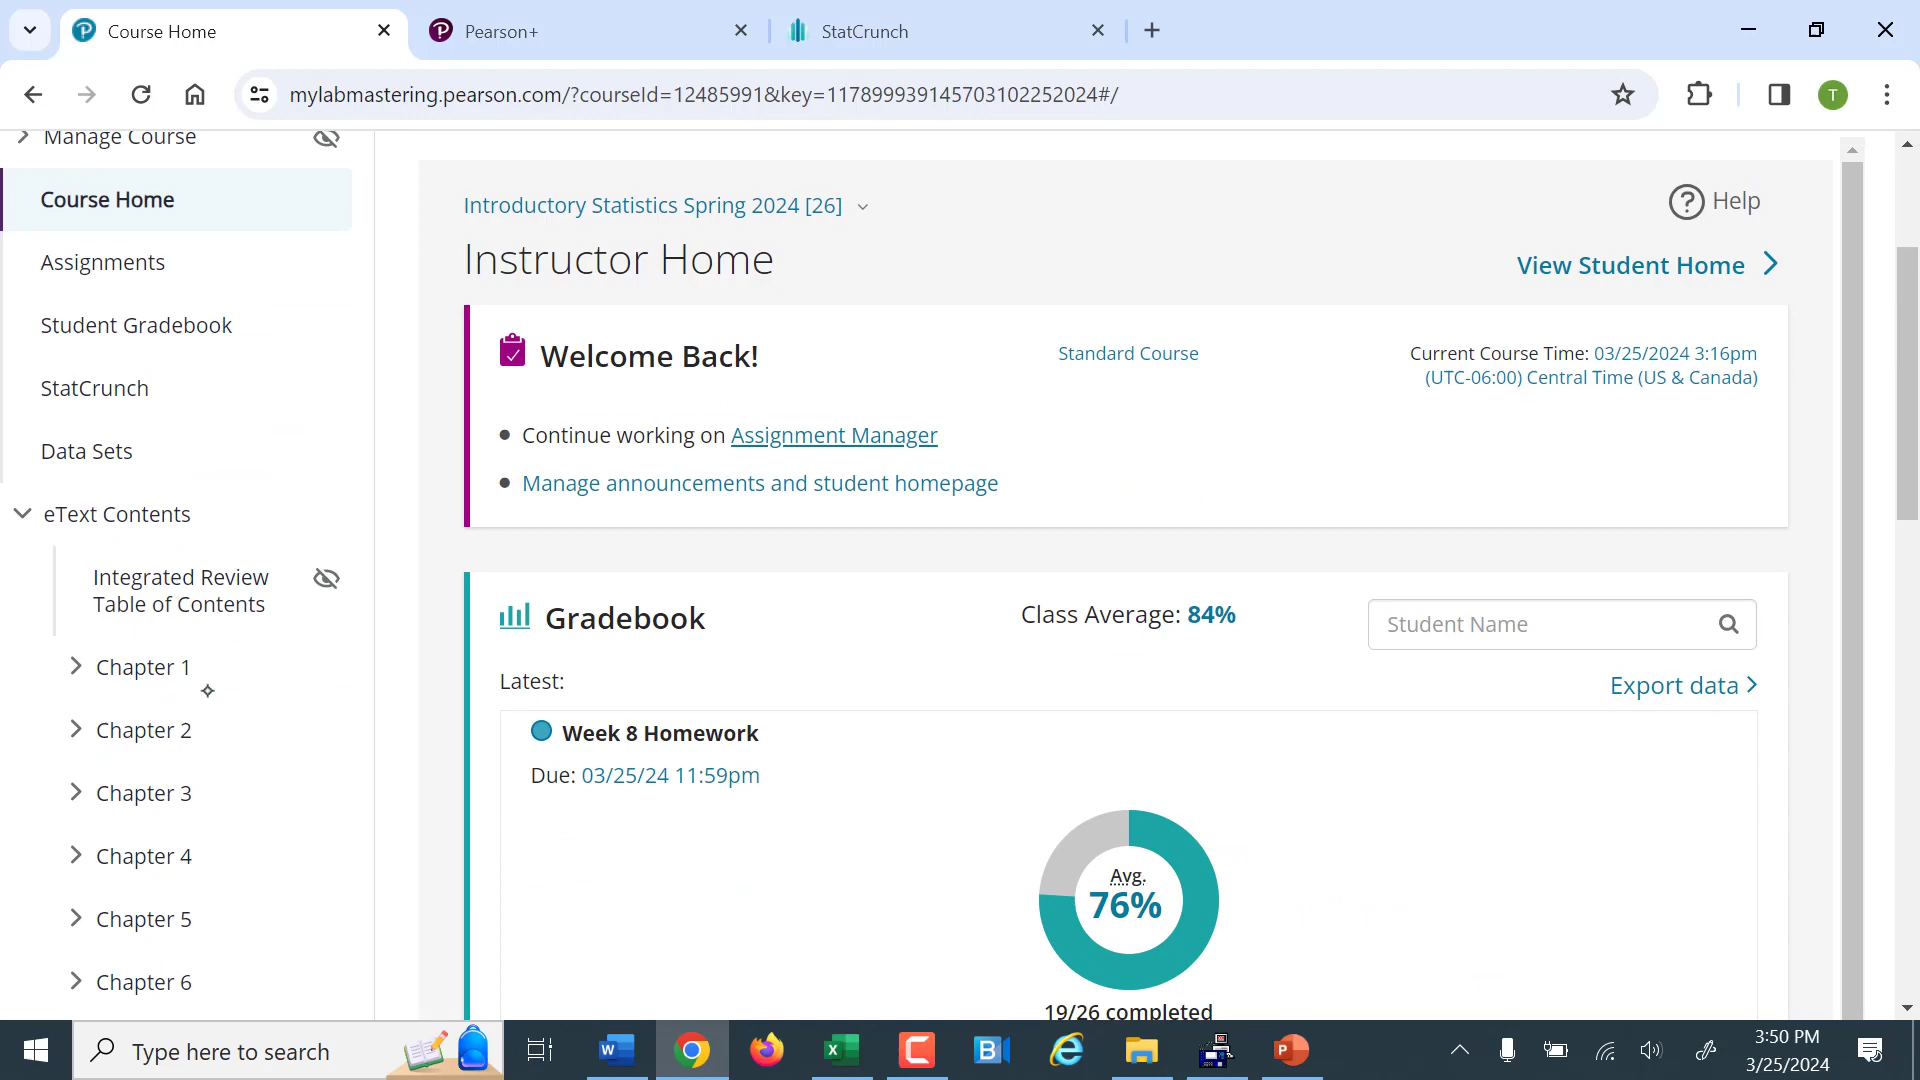 Course Home
Pearson+
StatCrunch
mylabmastering.pearson.com/?courseId=12485991&key=117899939145703102252024#/
T
Manage Course
Course Home
Assignments
Student Gradebook
StatCrunch
Data Sets
eText Contents
Integrated Review
Table of Contents
Chapter 1
Chapter 2
Chapter 3
Chapter 4
Chapter 5
Chapter 6
Introductory Statistics Spring 2024 [26]
Help
Instructor Home
View Student Home
Welcome Back!
Standard Course
Current Course Time: 03/25/2024 3:16pm
(UTC-06:00) Central Time (US & Canada)
Continue working on Assignment Manager
Manage announcements and student homepage
Gradebook
Class Average: 84%
Student Name
Latest:
Export data
Week 8 Homework
Due: 03/25/24 11:59pm
Avg.
76%
19/26 completed
Type here to search
3:50 PM
3/25/2024